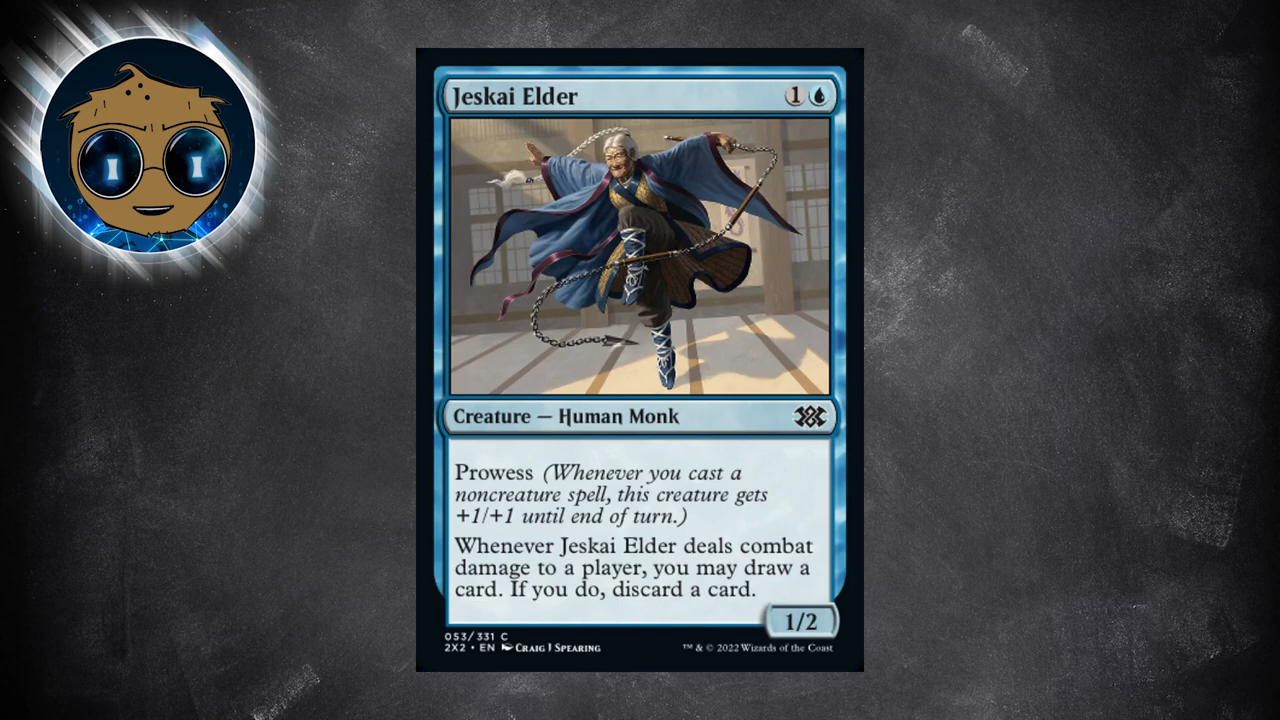 Jeskai Elder 1
Creature — Human Monk
Prowess (Whenever you cast a
noncreature spell, this creature gets
+1/+1 until end of turn.)
Whenever Jeskai Elder deals combat
damage to a player, you may draw a
card. If you do, discard a card.
1/2
053/331 C
2X2 • EN Craig J Spearing
™ & © 2022 Wizards of the Coast